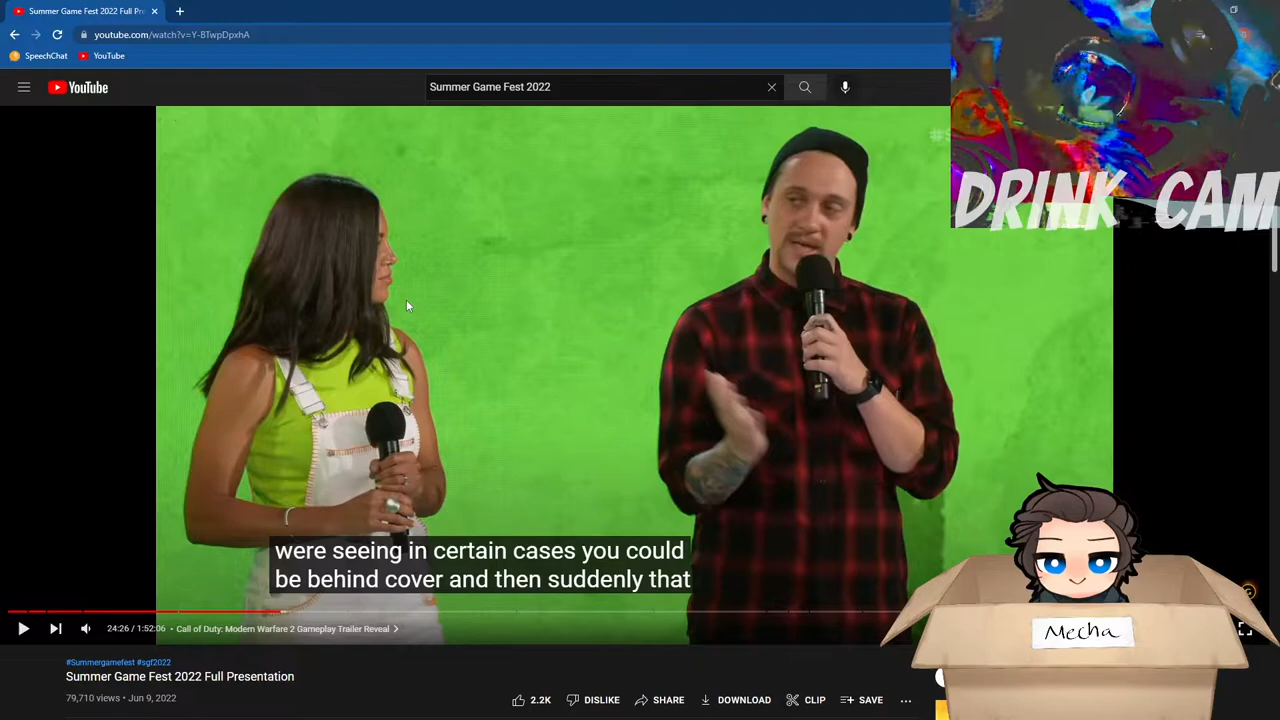 Summer Game Fest 2022 Full Pre
youtube.com/watch?v=Y-BTwpDpxhA
SpeechChat
YouTube
YouTube
Summer Game Fest 2022
DRINK CAM
were seeing in certain cases you could
be behind cover and then suddenly that
24:26 / 1:52:06 • Call of Duty: Modern Warfare 2 Gameplay Trailer Reveal
Mecha
#Summergamefest #sgf2022
Summer Game Fest 2022 Full Presentation
79,710 views • Jun 9, 2022
2.2K
DISLIKE
SHARE
DOWNLOAD
CLIP
SAVE